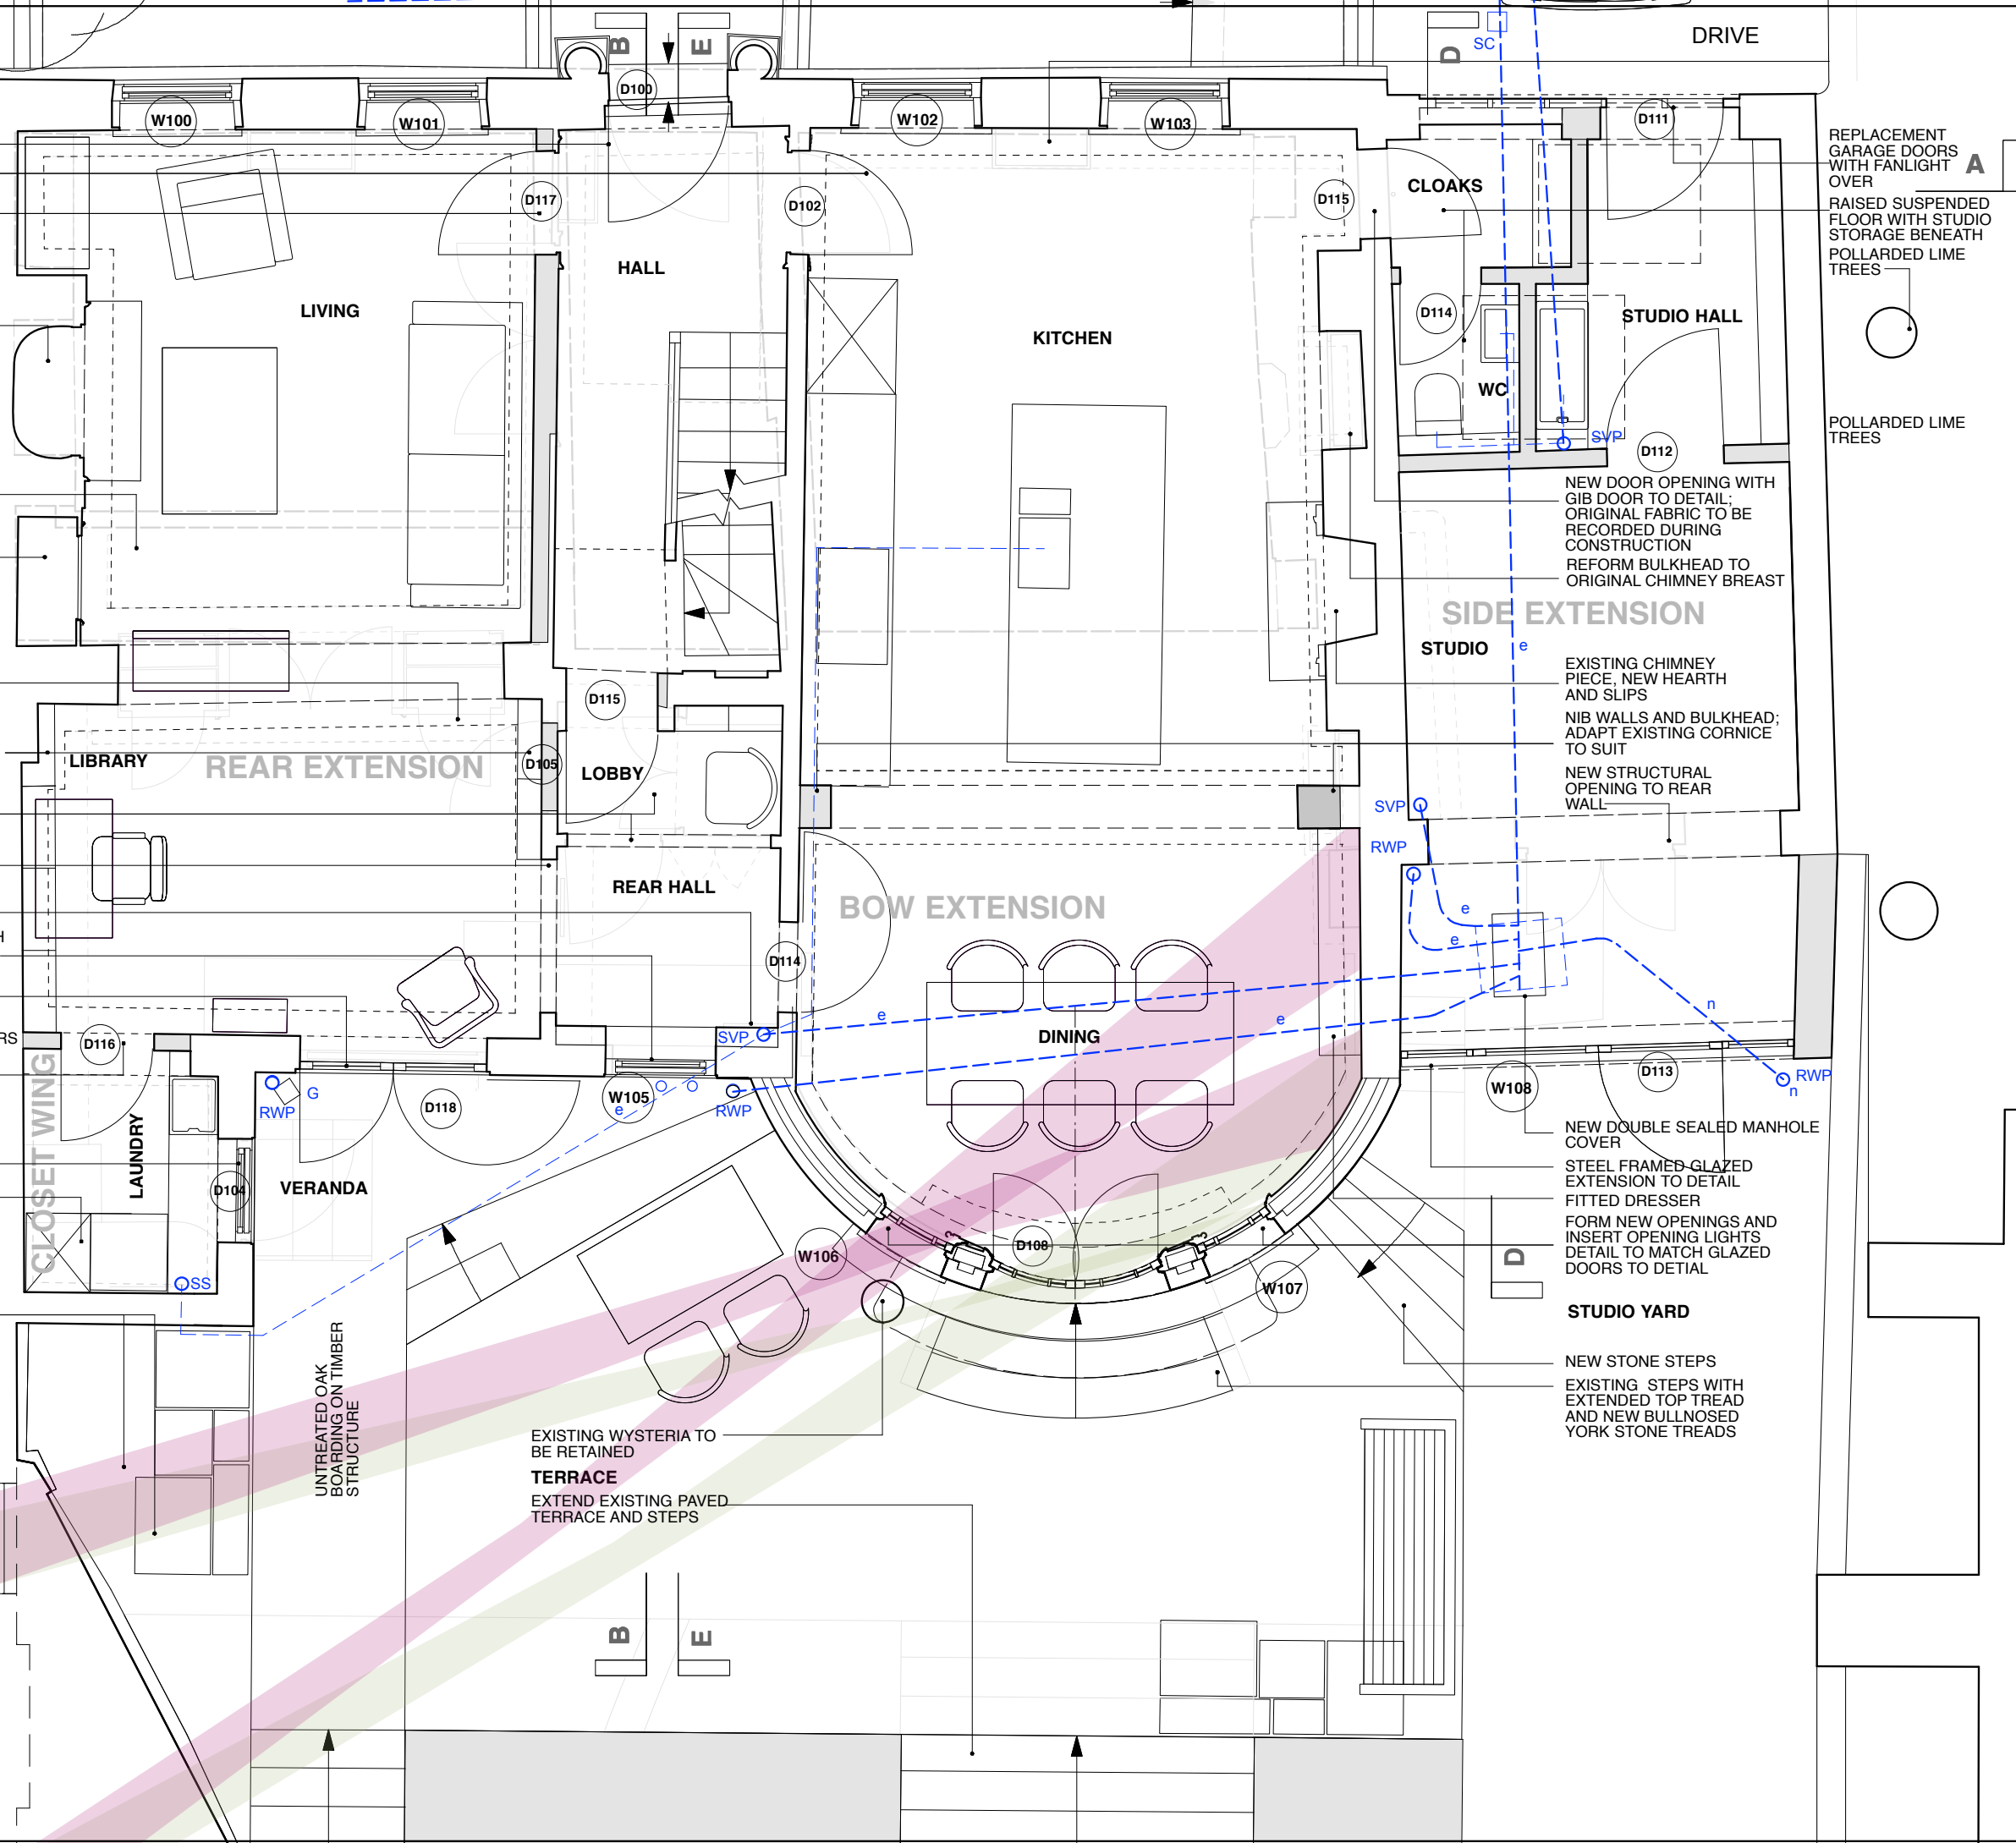 DRIVE
SC
B
E
D
D100
W100
W101
W102
W103
D111
REPLACEMENT
GARAGE DOORS
WITH FANLIGHT
OVER
A
RAISED SUSPENDED
FLOOR WITH STUDIO
STORAGE BENEATH
POLLARDED LIME
TREES
D117
D102
D115
CLOAKS
HALL
LIVING
KITCHEN
D114
STUDIO HALL
WC
SVP
D112
POLLARDED LIME
TREES
NEW DOOR OPENING WITH
GIB DOOR TO DETAIL;
ORIGINAL FABRIC TO BE
RECORDED DURING
CONSTRUCTION
REFORM BULKHEAD TO
ORIGINAL CHIMNEY BREAST
SIDE EXTENSION
STUDIO
e
EXISTING CHIMNEY
PIECE, NEW HEARTH
AND SLIPS
NIB WALLS AND BULKHEAD;
ADAPT EXISTING CORNICE
TO SUIT
NEW STRUCTURAL
OPENING TO REAR
WALL
D115
LIBRARY
REAR EXTENSION
D105
LOBBY
SVP
RWP
REAR HALL
BOW EXTENSION
e
e
H
D114
n
e
e
RS
D116
SVP
DINING
RWP
n
G
RWP
D118
W105
e
RWP
W108
D113
CLOSET WING
LAUNDRY
D104
VERANDA
NEW DOUBLE SEALED MANHOLE
COVER
STEEL FRAMED GLAZED
EXTENSION TO DETAIL
FITTED DRESSER
FORM NEW OPENINGS AND
INSERT OPENING LIGHTS
DETAIL TO MATCH GLAZED
DOORS TO DETIAL
W106
D108
W107
D
SS
STUDIO YARD
NEW STONE STEPS
EXISTING STEPS WITH
EXTENDED TOP TREAD
AND NEW BULLNOSED
YORK STONE TREADS
UNTREATED OAK
BOARDING ON TIMBER
STRUCTURE
EXISTING WYSTERIA TO
BE RETAINED
TERRACE
EXTEND EXISTING PAVED
TERRACE AND STEPS
B
E